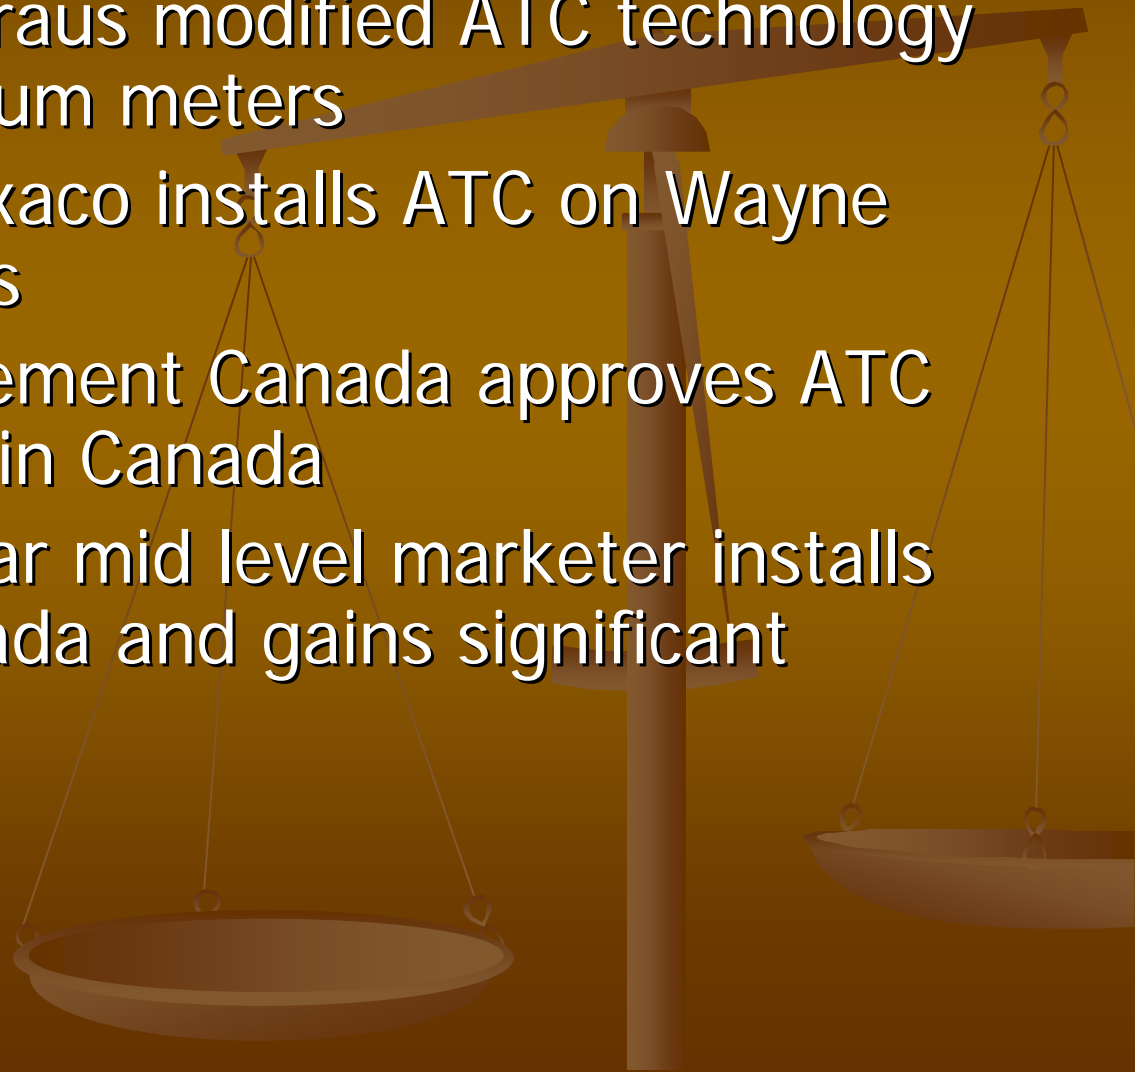 raus modified ATC technology
um meters
xaco installs ATC on Wayne
s
ement Canada approves ATC
in Canada
ar mid level marketer installs
ada and gains significant